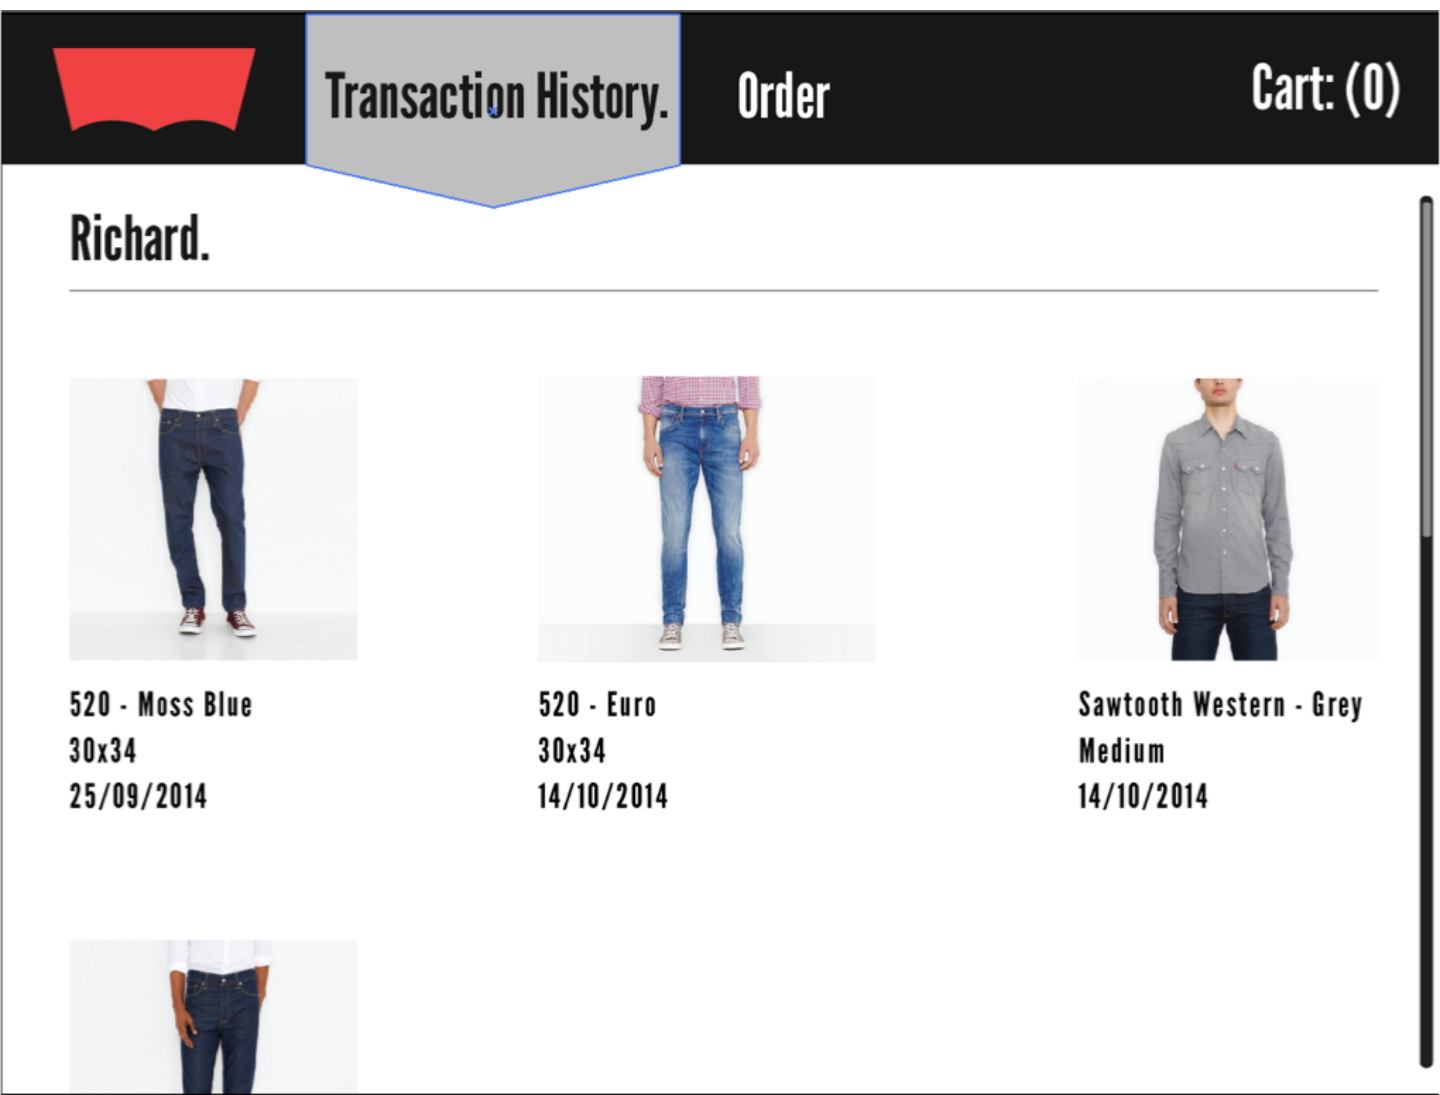 Transaction History.
Order
Cart: (0)
Richard.
520 - Moss Blue
30x34
25/09/2014
520 - Euro
30x34
14/10/2014
Sawtooth Western - Grey
Medium
14/10/2014